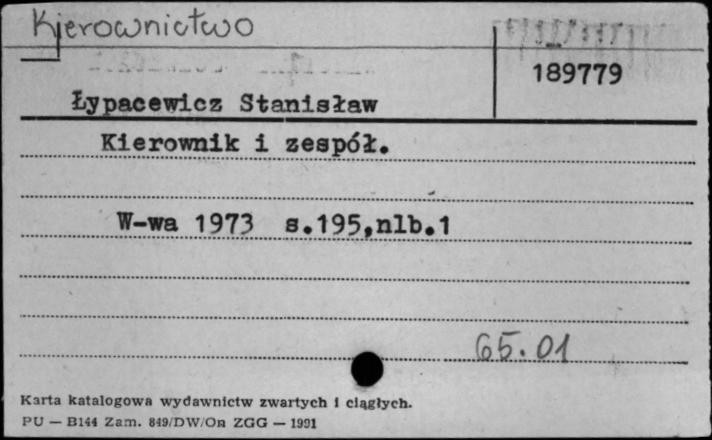 Kierownictwo
189779
Łypacewicz Stanisław
Kierownik i zespół.
W-wa 1973 s.195,nlb.1
65.01
Karta katalogowa wydawnictw zwartych i ciągłych.
PU — B144 Zam. 849/DW/On ZGG — 1991